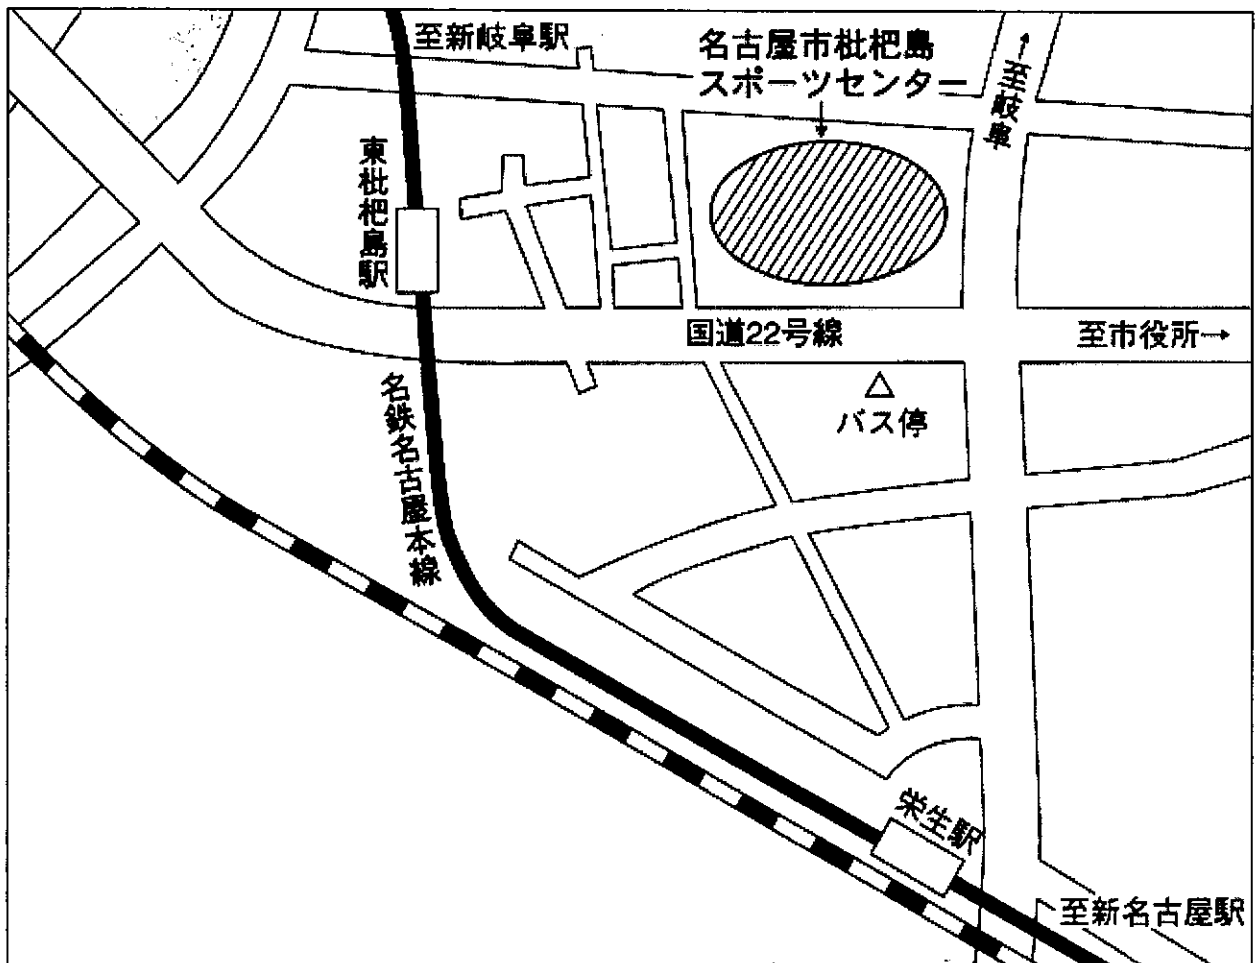 至新岐阜駅
名古屋市枇杷島
スポーツセンター
↑至岐阜
東枇杷島駅
国道22号線
至市役所→
△
バス停
名鉄名古屋本線
栄生駅
至新名古屋駅